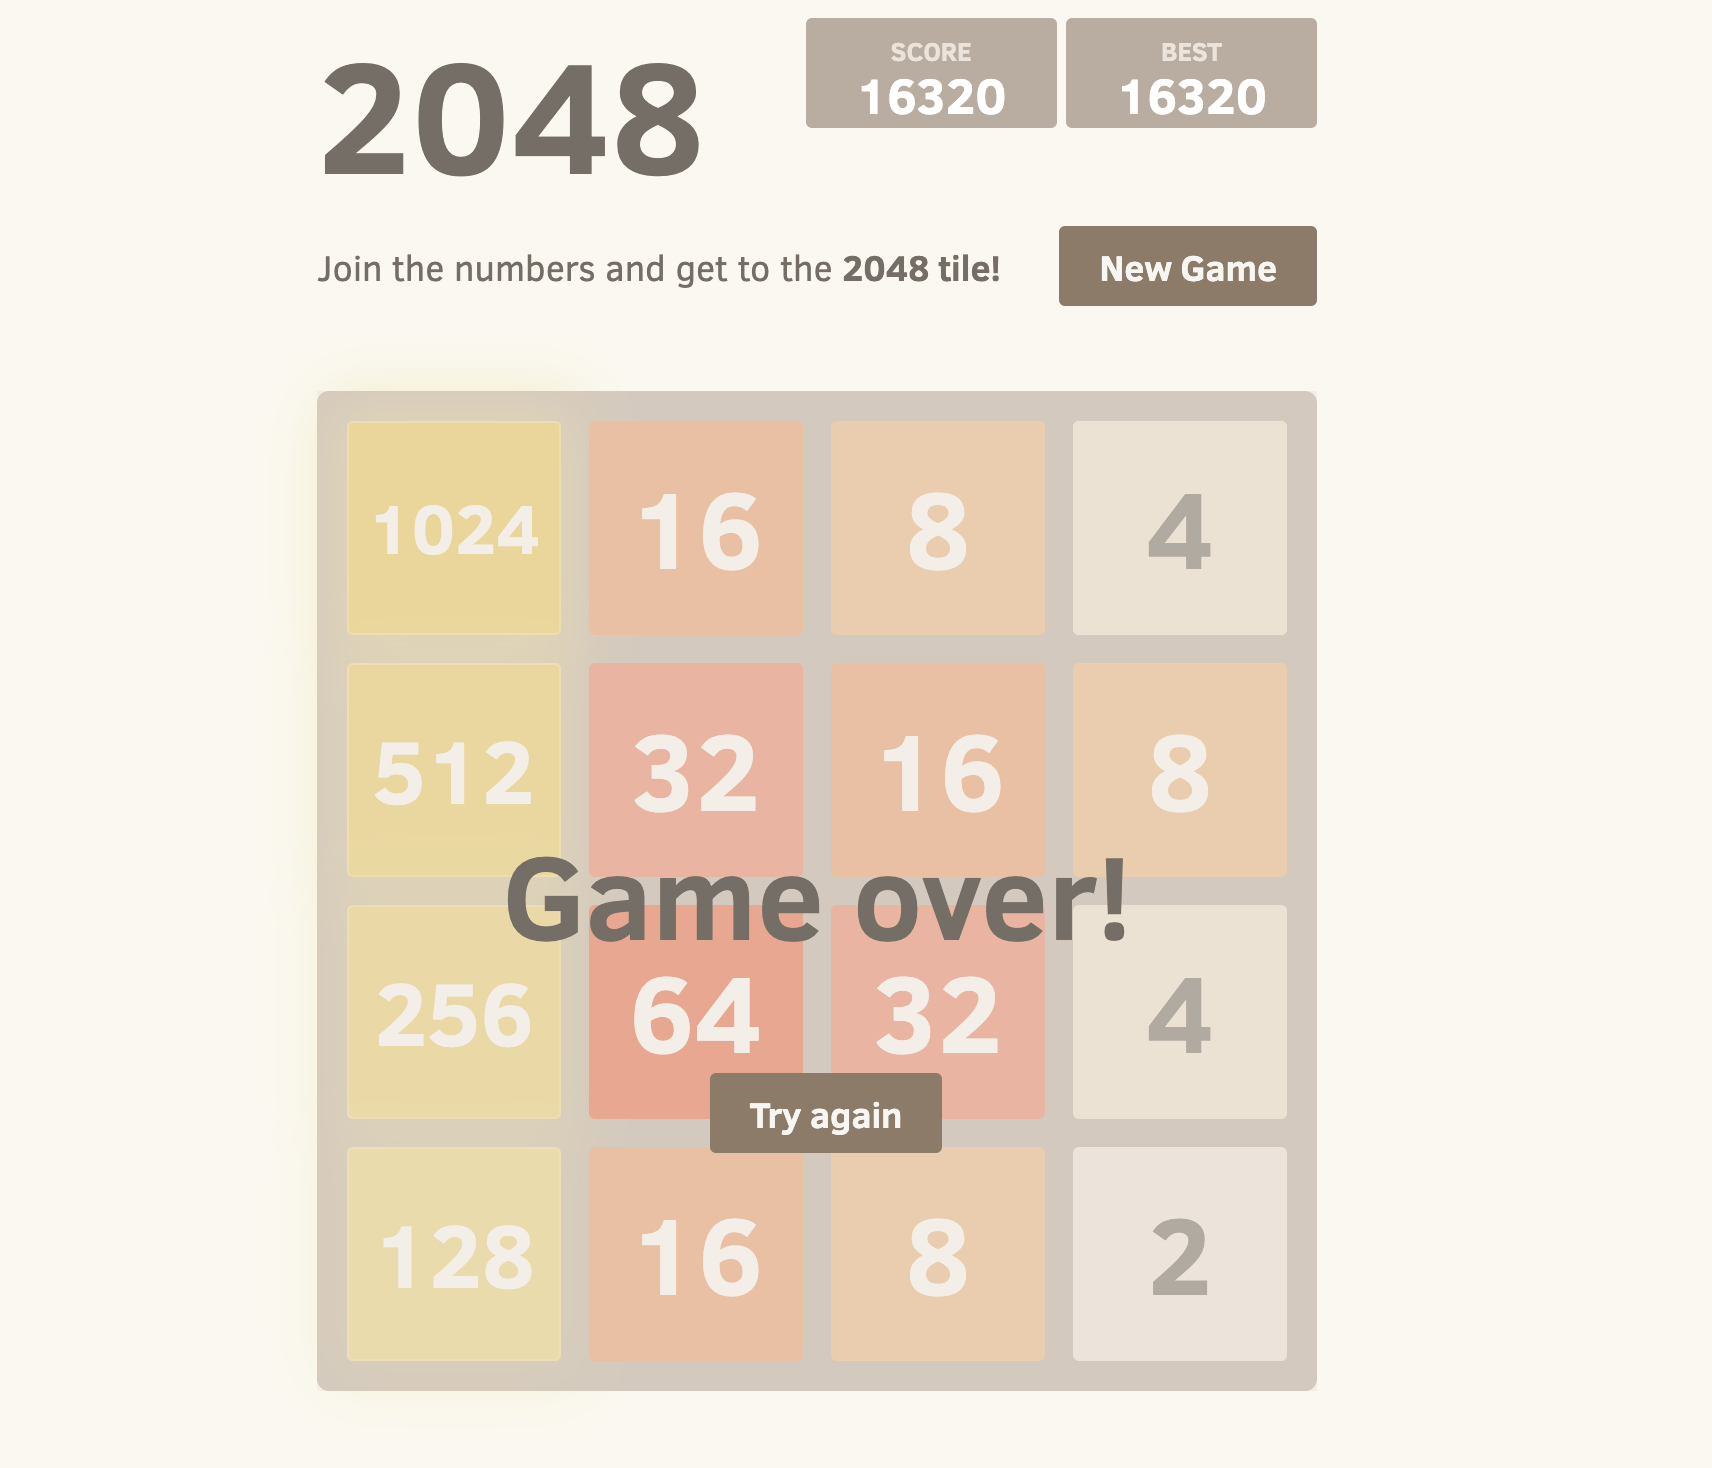 2048
SCORE
16320
BEST
16320
Join the numbers and get to the 2048 tile!
New Game
1024 16 8 4
512 32 16 8
Game over!
256 64 32 4
Try again
128 16 8 2